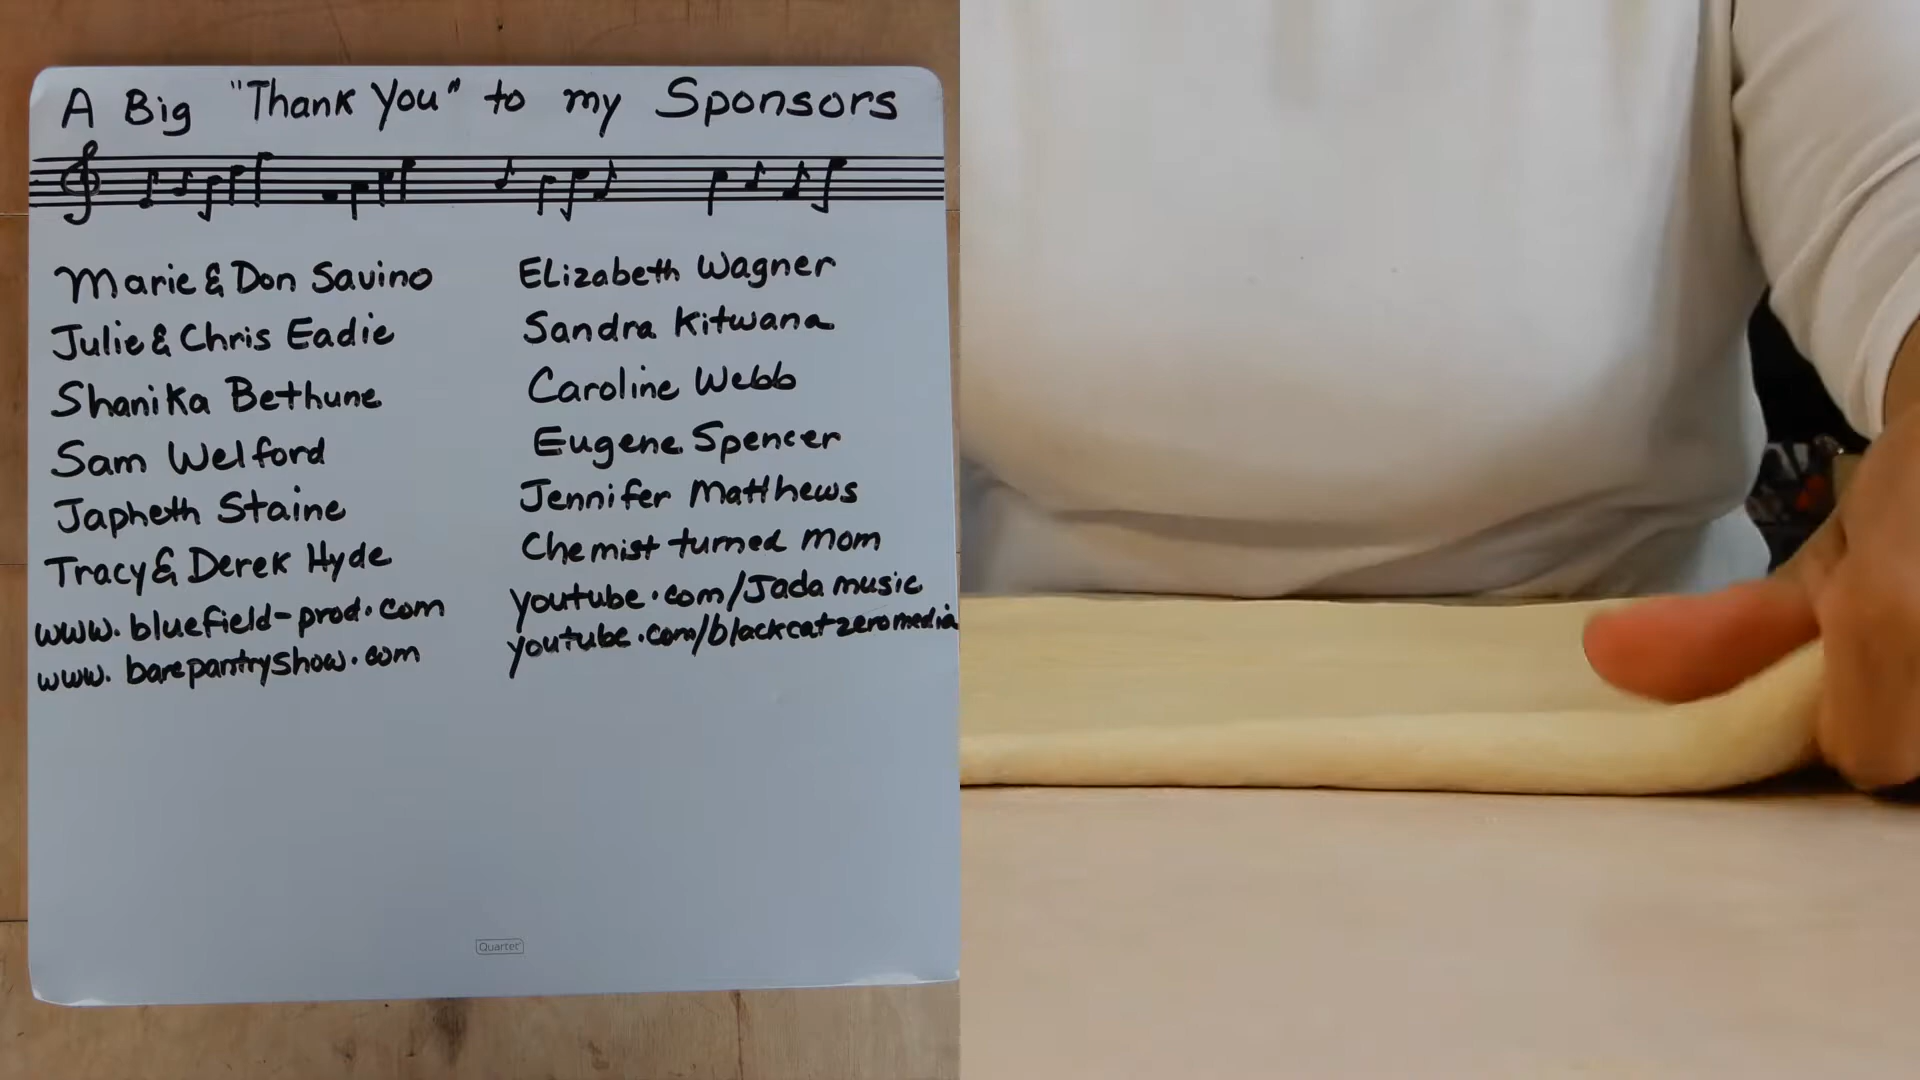 A Big "Thank You" to my Sponsors
Marie & Don Savino
Julie & Chris Eadie
Shanika Bethune
Sam Welford
Japheth Staine
Tracy & Derek Hyde
www.bluefield-prod.com
www.barepantryshow.com
Elizabeth Wagner
Sandra Kitwana
Caroline Webb
Eugene Spencer
Jennifer Matthews
Chemist turned Mom
youtube.com/Jadamusic
youtube.com/blackcatzeromedia
Quartet